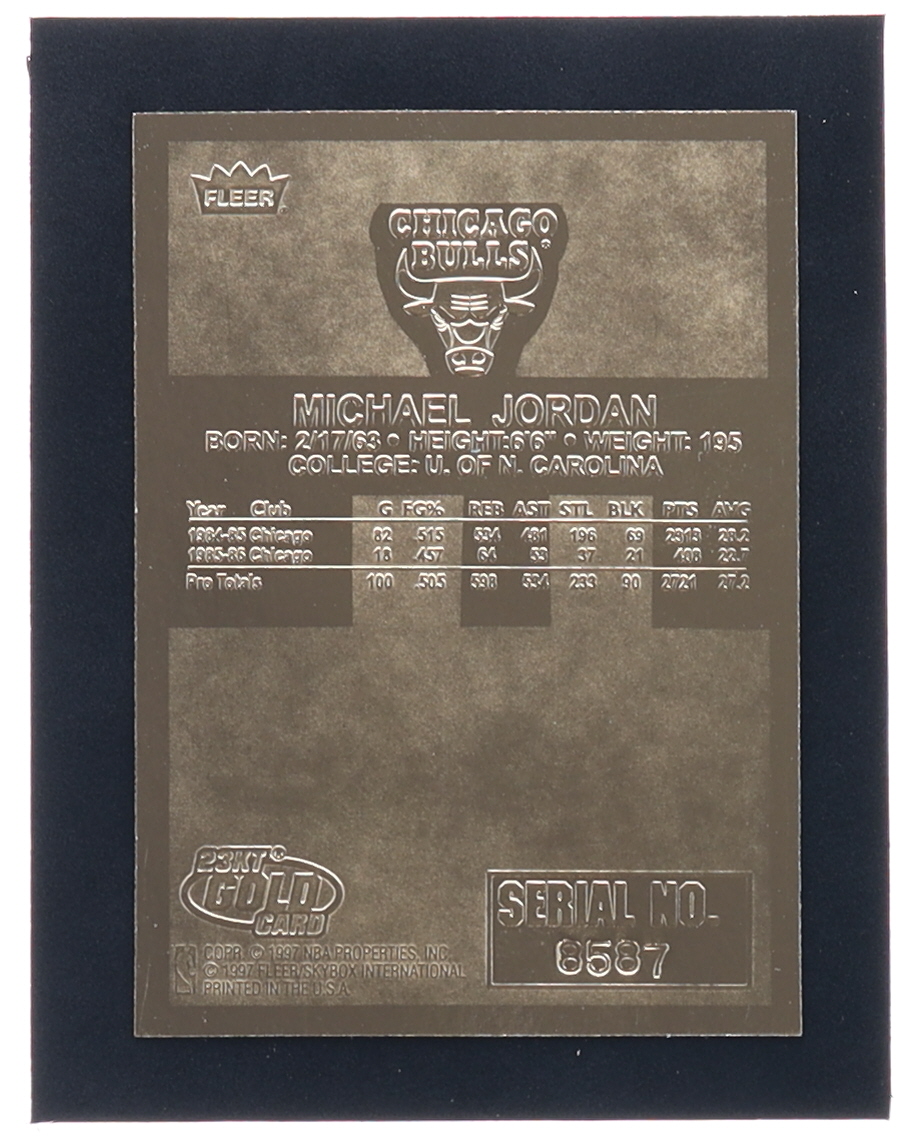 FLEER
CHICAGO
BULLS
MICHAEL JORDAN
BORN: 2/17/63 • HEIGHT:6'6" • WEIGHT: 195
COLLEGE: U. OF N. CAROLINA
Year Club G FG% REB AST STL BLK PTS AVG
1984-85 Chicago 82 .515 534 481 196 69 2313 28.2
1985-86 Chicago 18 .457 64 53 37 21 408 22.7
Pro Totals 100 .505 598 534 233 90 2721 27.2
23KT
GOLD
CARD
SERIAL NO.
8587
COPR. © 1997 NBA PROPERTIES, INC.
© 1997 FLEER/SKYBOX INTERNATIONAL
PRINTED IN THE U.S.A.